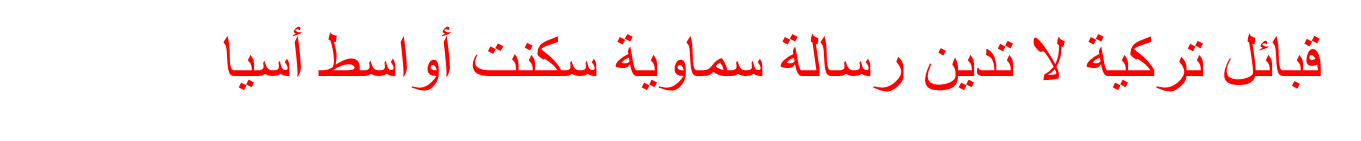 قبائل تركية لا تدين رسالة سماوية سكنت أواسط أسيا